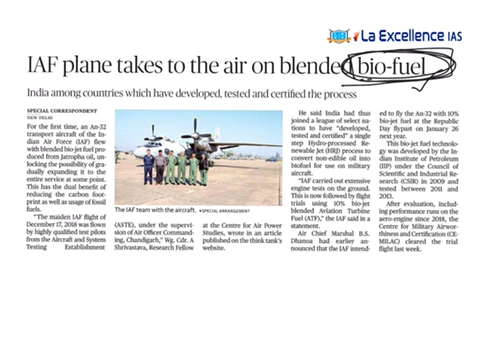 La Excellence IAS
IAF plane takes to the air on blended bio-fuel
India among countries which have developed, tested and certified the process
SPECIAL CORRESPONDENT
NEW DELHI
For the first time, an An-32
transport aircraft of the In-
dian Air Force (IAF) flew
with blended bio-jet fuel pro-
duced from Jatropha oil, un-
locking the possibility of gra-
dually expanding it to the
entire service at some point.
This has the dual benefit of
reducing the carbon foot-
print as well as usage of fossil
fuels.
“The maiden IAF flight of
December 17, 2018 was flown
by highly qualified test pilots
from the Aircraft and System
Testing Establishment
The IAF team with the aircraft. •SPECIAL ARRANGEMENT
(ASTE), under the supervi-
sion of Air Officer Command-
ing, Chandigarh,” Wg. Cdr. A
Shrivastava, Research Fellow
at the Centre for Air Power
Studies, wrote in an article
published on the think tank’s
website.
He said India had thus
joined a league of select na-
tions to have “developed,
tested and certified” a single
step Hydro-processed Re-
newable Jet (HRJ) process to
convert non-edible oil into
biofuel for use on military
aircraft.
“IAF carried out extensive
engine tests on the ground.
This is now followed by flight
trials using 10% bio-jet
blended Aviation Turbine
Fuel (ATF),” the IAF said in a
statement.
Air Chief Marshal B.S.
Dhanoa had earlier an-
nounced that the IAF intend-
ed to fly the An-32 with 10%
bio-jet fuel at the Republic
Day flypast on January 26
next year.
This bio-jet fuel technolo-
gy was developed by the In-
dian Institute of Petroleum
(IIP) under the Council of
Scientific and Industrial Re-
search (CSIR) in 2009 and
tested between 2011 and
2013.
After evaluation, includ-
ing performance runs on the
aero-engine since 2018, the
Centre for Military Airwor-
thiness and Certification (CE-
MILAC) cleared the trial
flight last week.